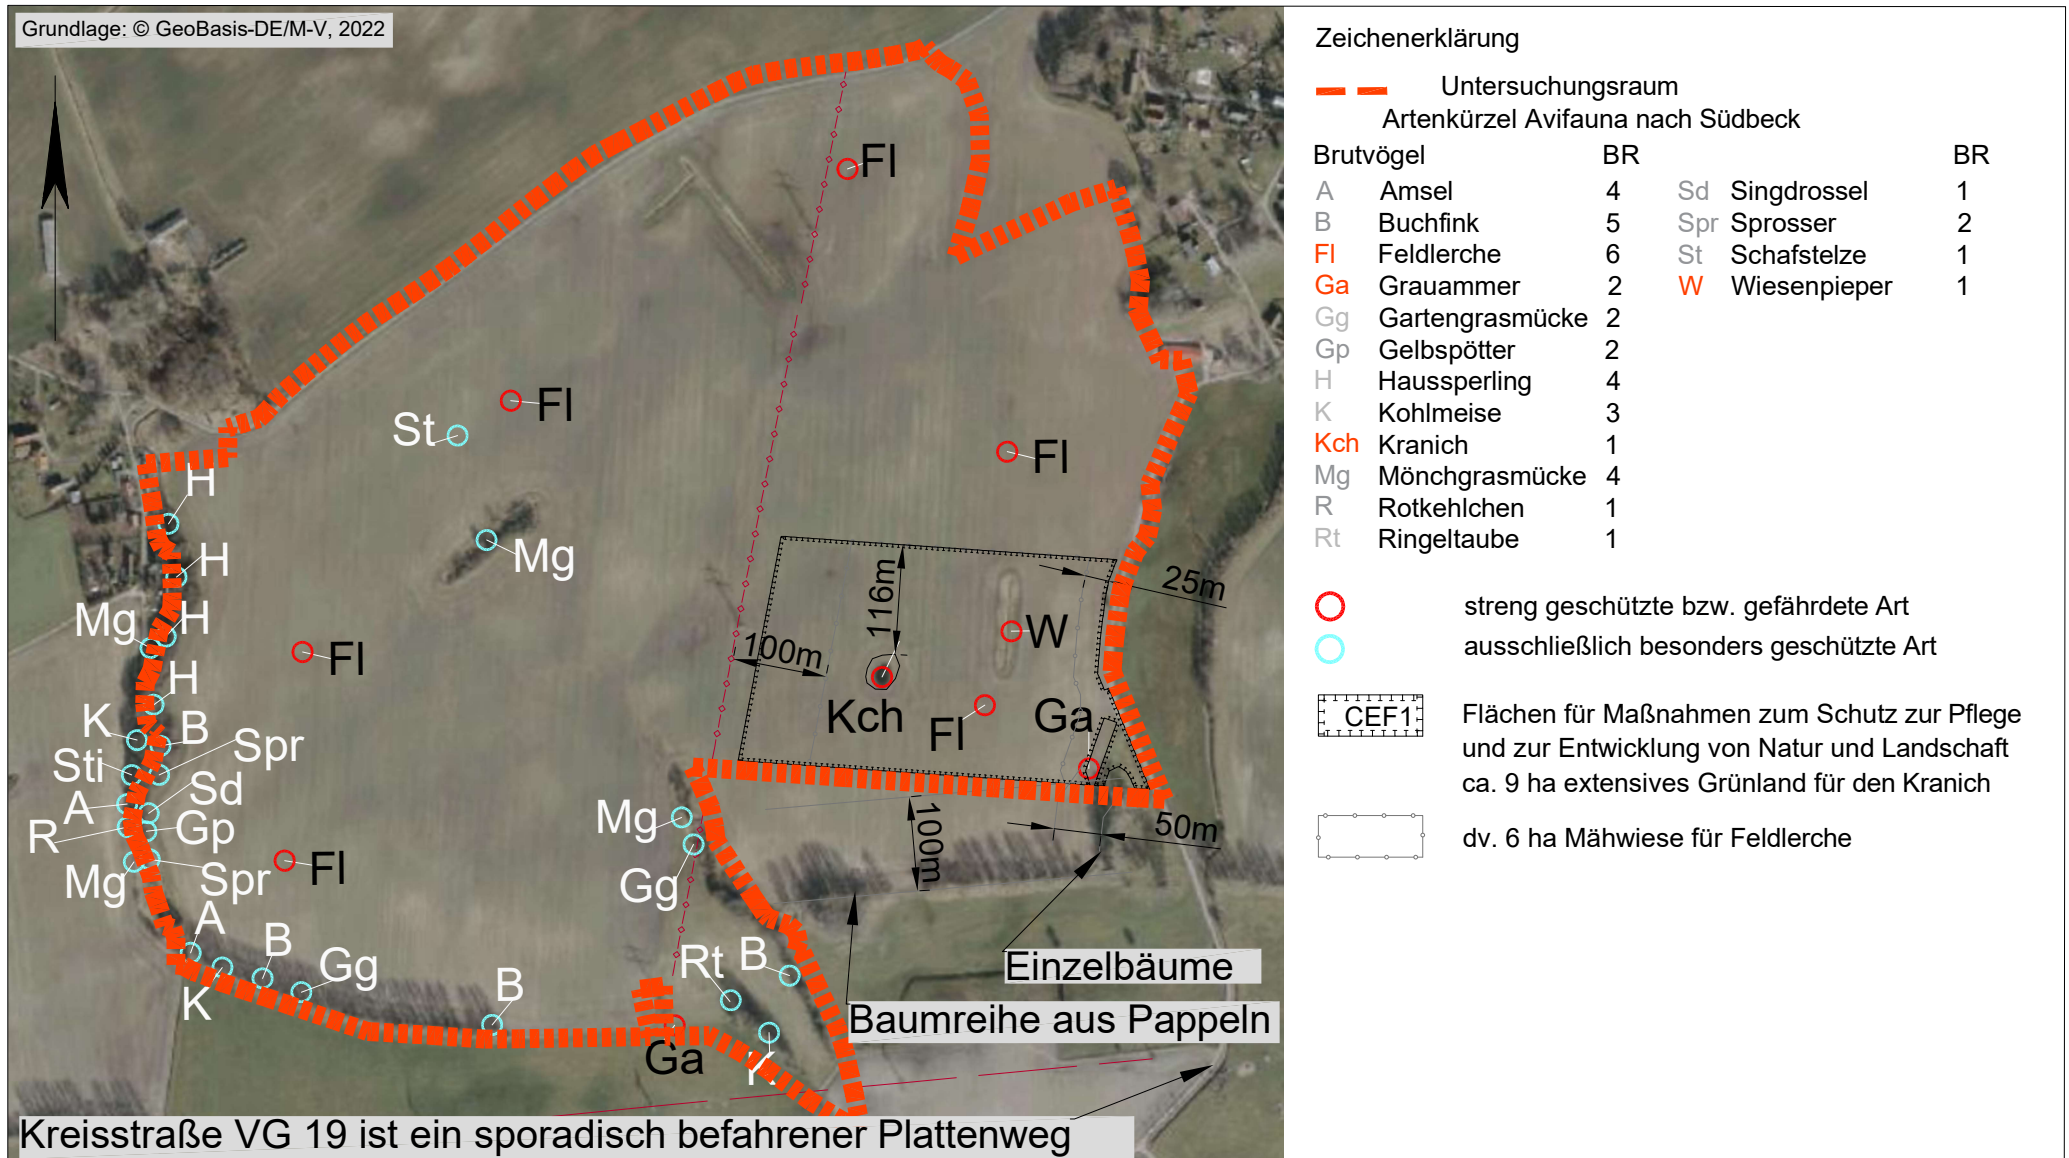 Grundlage: © GeoBasis-DE/M-V, 2022
Fl
Fl
St
Fl
H
Mg
H
116m
25m
H
Mg
W
100m
Fl
H
Kch
Ga
K
B
Fl
Spr
Sti
Sd
A
Mg
100m
50m
R
Gp
Fl
Mg
Spr
Gg
A
B
Rt
B
Gg
Einzelbäume
K
B
Baumreihe aus Pappeln
Ga
K
Kreisstraße VG 19 ist ein sporadisch befahrener Plattenweg
Zeichenerklärung
Untersuchungsraum
Artenkürzel Avifauna nach Südbeck
Brutvögel BR BR
A Amsel 4 Sd Singdrossel 1
B Buchfink 5 Spr Sprosser 2
Fl Feldlerche 6 St Schafstelze 1
Ga Grauammer 2 W Wiesenpieper 1
Gg Gartengrasmücke 2
Gp Gelbspötter 2
H Haussperling 4
K Kohlmeise 3
Kch Kranich 1
Mg Mönchgrasmücke 4
R Rotkehlchen 1
Rt Ringeltaube 1
streng geschützte bzw. gefährdete Art
ausschließlich besonders geschützte Art
CEF1 Flächen für Maßnahmen zum Schutz zur Pflege
und zur Entwicklung von Natur und Landschaft
ca. 9 ha extensives Grünland für den Kranich
dv. 6 ha Mähwiese für Feldlerche